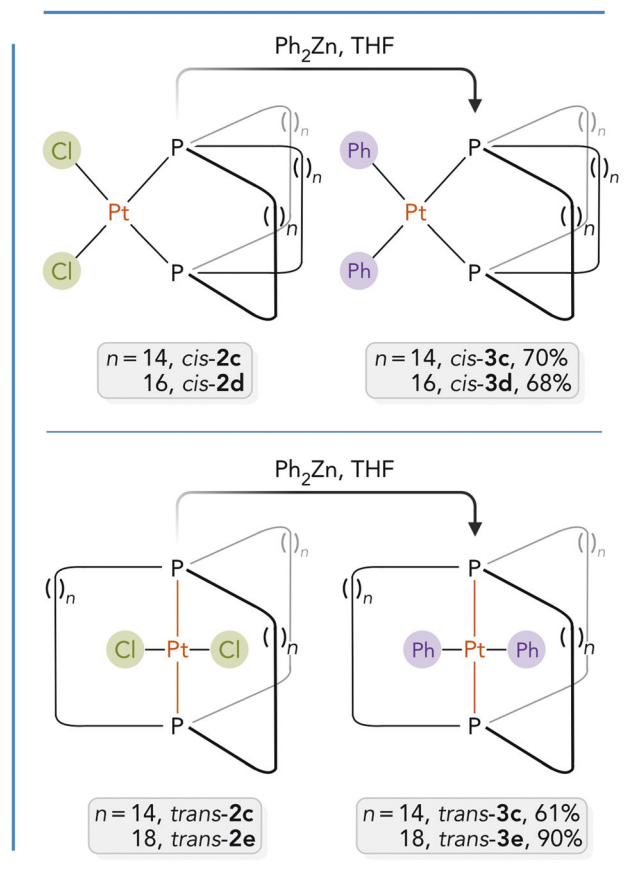 Ph₂Zn, THF
Cl
Cl
Pt
P
P
()n
()n
()n
Ph
Ph
Pt
P
P
()n
()n
()n
n = 14, cis-2c
16, cis-2d
n = 14, cis-3c, 70%
16, cis-3d, 68%
Ph₂Zn, THF
P
()n
()n
()n
Cl Pt Cl
P
P
()n
()n
()n
Ph Pt Ph
P
n = 14, trans-2c
18, trans-2e
n = 14, trans-3c, 61%
18, trans-3e, 90%